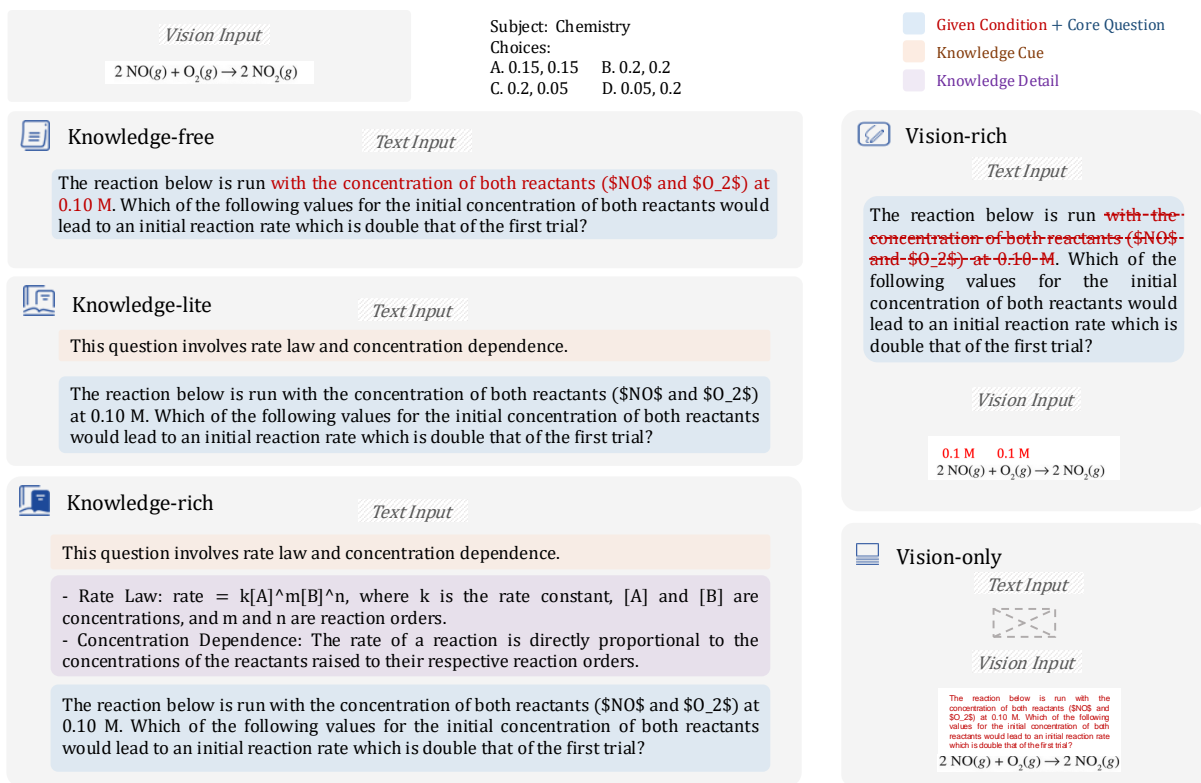 Vision Input
2 NO(g) + O₂(g) → 2 NO₂(g)
Subject: Chemistry
Choices:
A. 0.15, 0.15 B. 0.2, 0.2
C. 0.2, 0.05 D. 0.05, 0.2
Given Condition + Core Question
Knowledge Cue
Knowledge Detail
Knowledge-free
Text Input
The reaction below is run with the concentration of both reactants ($NO$ and $O_2$) at
0.10 M. Which of the following values for the initial concentration of both reactants would
lead to an initial reaction rate which is double that of the first trial?
Knowledge-lite
Text Input
This question involves rate law and concentration dependence.
The reaction below is run with the concentration of both reactants ($NO$ and $O_2$)
at 0.10 M. Which of the following values for the initial concentration of both reactants
would lead to an initial reaction rate which is double that of the first trial?
Knowledge-rich
Text Input
This question involves rate law and concentration dependence.
- Rate Law: rate = k[A]^m[B]^n, where k is the rate constant, [A] and [B] are
concentrations, and m and n are reaction orders.
- Concentration Dependence: The rate of a reaction is directly proportional to the
concentrations of the reactants raised to their respective reaction orders.
The reaction below is run with the concentration of both reactants ($NO$ and $O_2$) at
0.10 M. Which of the following values for the initial concentration of both reactants
would lead to an initial reaction rate which is double that of the first trial?
Vision-rich
Text Input
The reaction below is run with the
concentration of both reactants ($NO$
and $O_2$) at 0.10 M. Which of the
following values for the initial
concentration of both reactants would
lead to an initial reaction rate which is
double that of the first trial?
Vision Input
0.1 M 0.1 M
2 NO(g) + O₂(g) → 2 NO₂(g)
Vision-only
Text Input
Vision Input
The reaction below is run with the
concentration of both reactants ($NO$ and
$O_2$) at 0.10 M. Which of the following
values for the initial concentration of both
reactants would lead to an initial reaction rate
which is double that of the first trial?
2 NO(g) + O₂(g) → 2 NO₂(g)